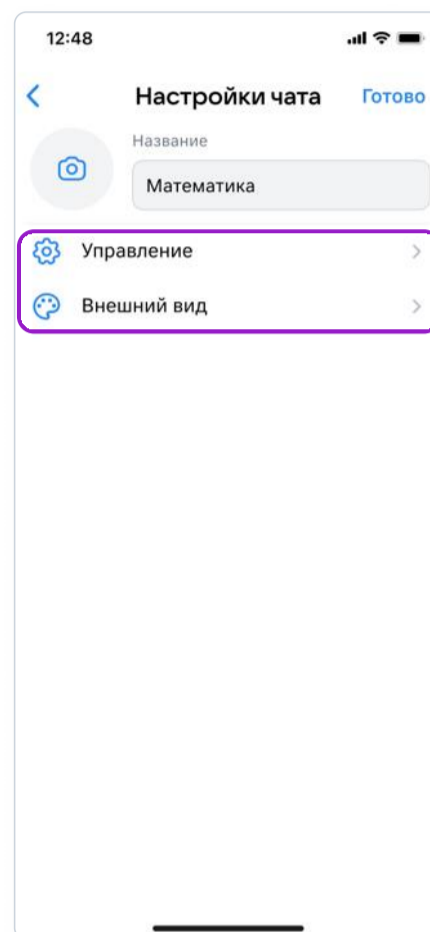 12:48
Настройки чата
Готово
Название
Математика
Управление
Внешний вид